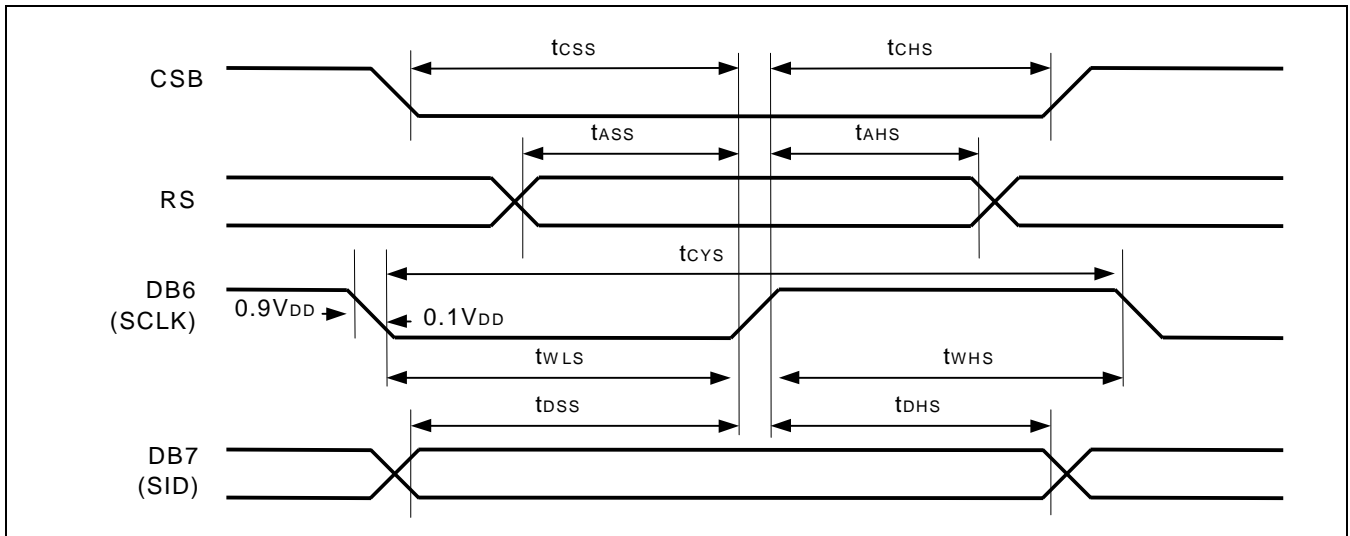 tCSS tCHS
CSB
tASS tAHS
RS
tCYS
DB6
(SCLK)
0.9VDD 0.1VDD
tWLS tWHS
tDSS tDHS
DB7
(SID)